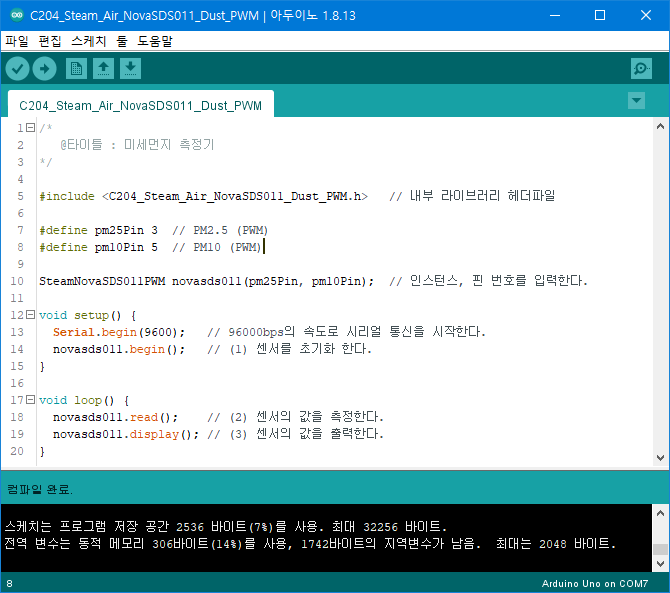 C204_Steam_Air_NovaSDS011_Dust_PWM | 아두이노 1.8.13
파일 편집 스케치 툴 도움말
C204_Steam_Air_NovaSDS011_Dust_PWM
1 /*
2 @타이틀 : 미세먼지 측정기
3 */
4
5 #include <C204_Steam_Air_NovaSDS011_Dust_PWM.h> // 내부 라이브러리 헤더파일
6
7 #define pm25Pin 3 // PM2.5 (PWM)
8 #define pm10Pin 5 // PM10 (PWM)
9
10 SteamNovaSDS011PWM novasds011(pm25Pin, pm10Pin); // 인스턴스, 핀 번호를 입력한다.
11
12 void setup() {
13 Serial.begin(9600); // 96000bps의 속도로 시리얼 통신을 시작한다.
14 novasds011.begin(); // (1) 센서를 초기화 한다.
15 }
16
17 void loop() {
18 novasds011.read(); // (2) 센서의 값을 측정한다.
19 novasds011.display(); // (3) 센서의 값을 출력한다.
20 }
컴파일 완료.
스케치는 프로그램 저장 공간 2536 바이트(7%)를 사용. 최대 32256 바이트.
전역 변수는 동적 메모리 306바이트(14%)를 사용, 1742바이트의 지역변수가 남음. 최대는 2048 바이트.
8
Arduino Uno on COM7